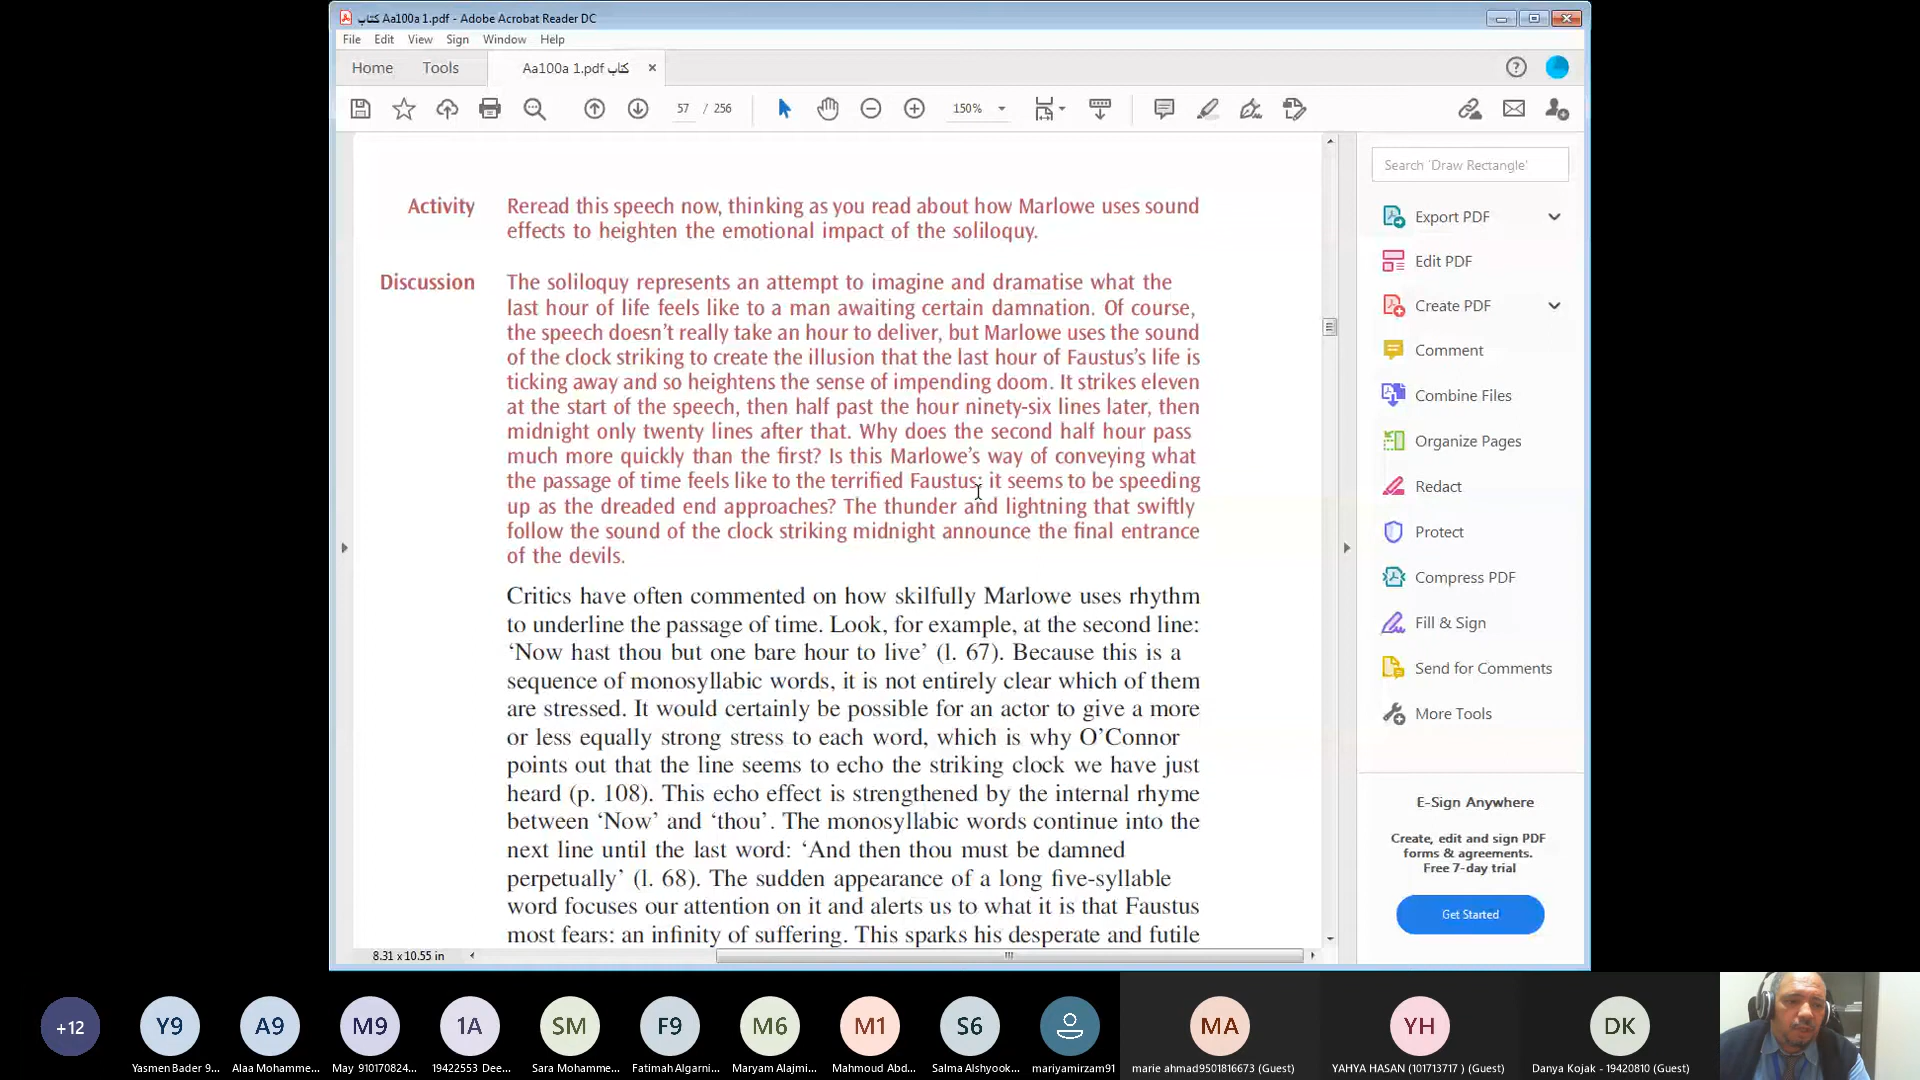 كتاب Aa100a 1.pdf - Adobe Acrobat Reader DC
File Edit View Sign Window Help
Home Tools Aa100a 1.pdf كتاب
57 / 256 150%
Search 'Draw Rectangle'
Activity Reread this speech now, thinking as you read about how Marlowe uses sound
effects to heighten the emotional impact of the soliloquy.
Discussion The soliloquy represents an attempt to imagine and dramatise what the
last hour of life feels like to a man awaiting certain damnation. Of course,
the speech doesn't really take an hour to deliver, but Marlowe uses the sound
of the clock striking to create the illusion that the last hour of Faustus's life is
ticking away and so heightens the sense of impending doom. It strikes eleven
at the start of the speech, then half past the hour ninety-six lines later, then
midnight only twenty lines after that. Why does the second half hour pass
much more quickly than the first? Is this Marlowe's way of conveying what
the passage of time feels like to the terrified Faustus; it seems to be speeding
up as the dreaded end approaches? The thunder and lightning that swiftly
follow the sound of the clock striking midnight announce the final entrance
of the devils.
Critics have often commented on how skilfully Marlowe uses rhythm
to underline the passage of time. Look, for example, at the second line:
'Now hast thou but one bare hour to live' (l. 67). Because this is a
sequence of monosyllabic words, it is not entirely clear which of them
are stressed. It would certainly be possible for an actor to give a more
or less equally strong stress to each word, which is why O'Connor
points out that the line seems to echo the striking clock we have just
heard (p. 108). This echo effect is strengthened by the internal rhyme
between 'Now' and 'thou'. The monosyllabic words continue into the
next line until the last word: 'And then thou must be damned
perpetually' (l. 68). The sudden appearance of a long five-syllable
word focuses our attention on it and alerts us to what it is that Faustus
most fears: an infinity of suffering. This sparks his desperate and futile
8.31 x 10.55 in
Export PDF
Edit PDF
Create PDF
Comment
Combine Files
Organize Pages
Redact
Protect
Compress PDF
Fill & Sign
Send for Comments
More Tools
E-Sign Anywhere
Create, edit and sign PDF
forms & agreements.
Free 7-day trial
Get Started
+12 Y9 A9 M9 1A SM F9 M6 M1 S6 MA YH DK
Yasmen Bader 9... Alaa Mohamme... May 910170824... 19422553 Dee... Sara Mohamme... Fatimah Algarni... Maryam Alajmi... Mahmoud Abd... Salma Alshyook... mariyamirzam91 marie ahmad9501816673 (Guest) YAHYA HASAN (101713717 ) (Guest) Danya Kojak - 19420810 (Guest)